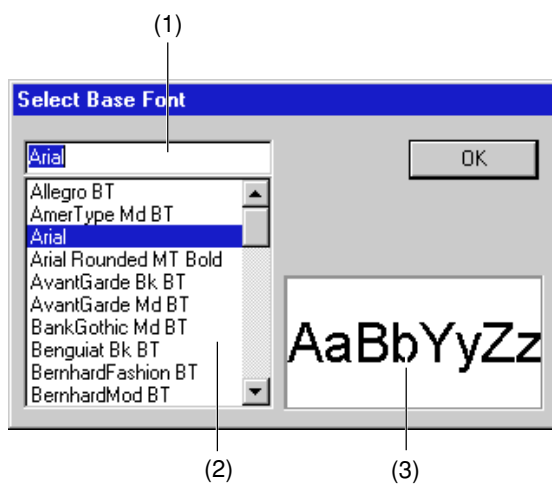 (1)
Select Base Font
Arial
OK
Allegro BT
AmerType Md BT
Arial
Arial Rounded MT Bold
AvantGarde Bk BT
AvantGarde Md BT
BankGothic Md BT
Benguiat Bk BT
BernhardFashion BT
BernhardMod BT
AaBbYyZz
(2)
(3)